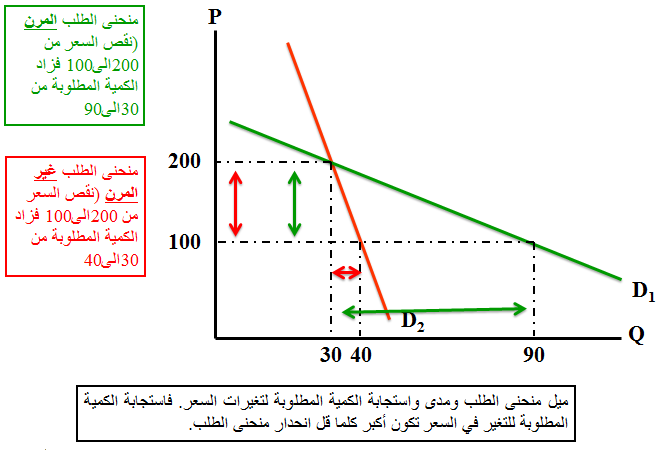 منحنى الطلب المرن
(نقص السعر من
200الى100 فزاد
الكمية المطلوبة من
30الى90
منحنى الطلب غير
المرن (نقص السعر
من 200الى100 فزاد
الكمية المطلوبة من
30الى40
P
200
100
D1
D2
Q
30 40 90
ميل منحنى الطلب ومدى واستجابة الكمية المطلوبة لتغيرات السعر. فاستجابة الكمية
المطلوبة للتغير في السعر تكون أكبر كلما قل انحدار منحنى الطلب.